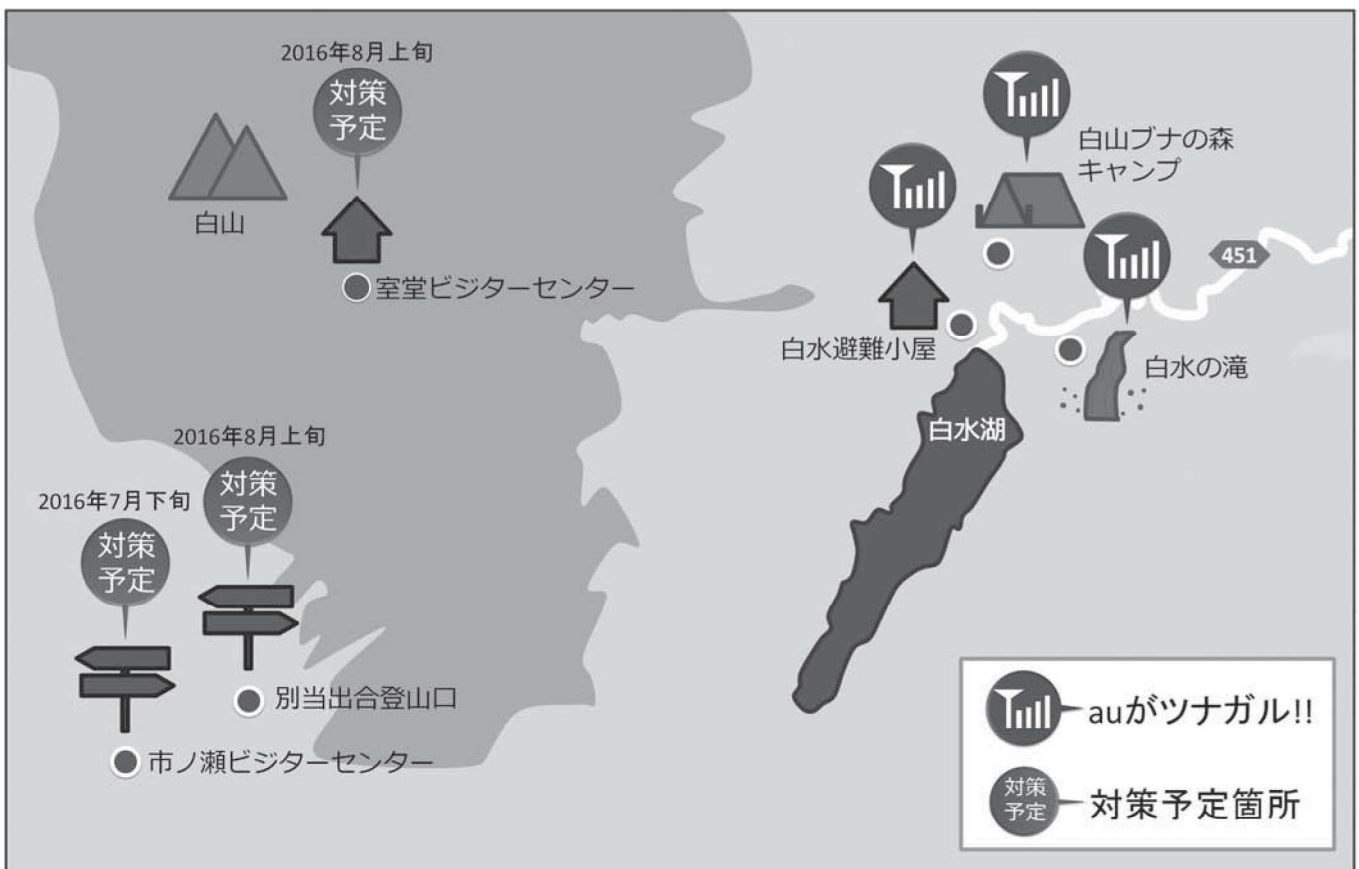 2016年8月上旬
対策
予定
白山
室堂ビジターセンター
白山ブナの森
キャンプ
451
白水避難小屋
白水の滝
白水湖
2016年8月上旬
対策
予定
2016年7月下旬
対策
予定
別当出合登山口
市ノ瀬ビジターセンター
auがツナガル!!
対策
予定
対策予定箇所